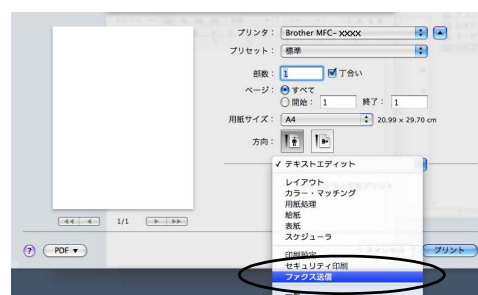 プリンタ： Brother MFC- XXXX
プリセット： 標準
部数： 1 丁合い
ページ： すべて
開始： 1 終了： 1
用紙サイズ： A4 20.99 × 29.70 cm
方向：
✓ テキストエディット
レイアウト
カラー・マッチング
用紙処理
給紙
表紙
スケジューラ
印刷設定
セキュリティ印刷
ファクス送信
1/1
? PDF ▼ プリント